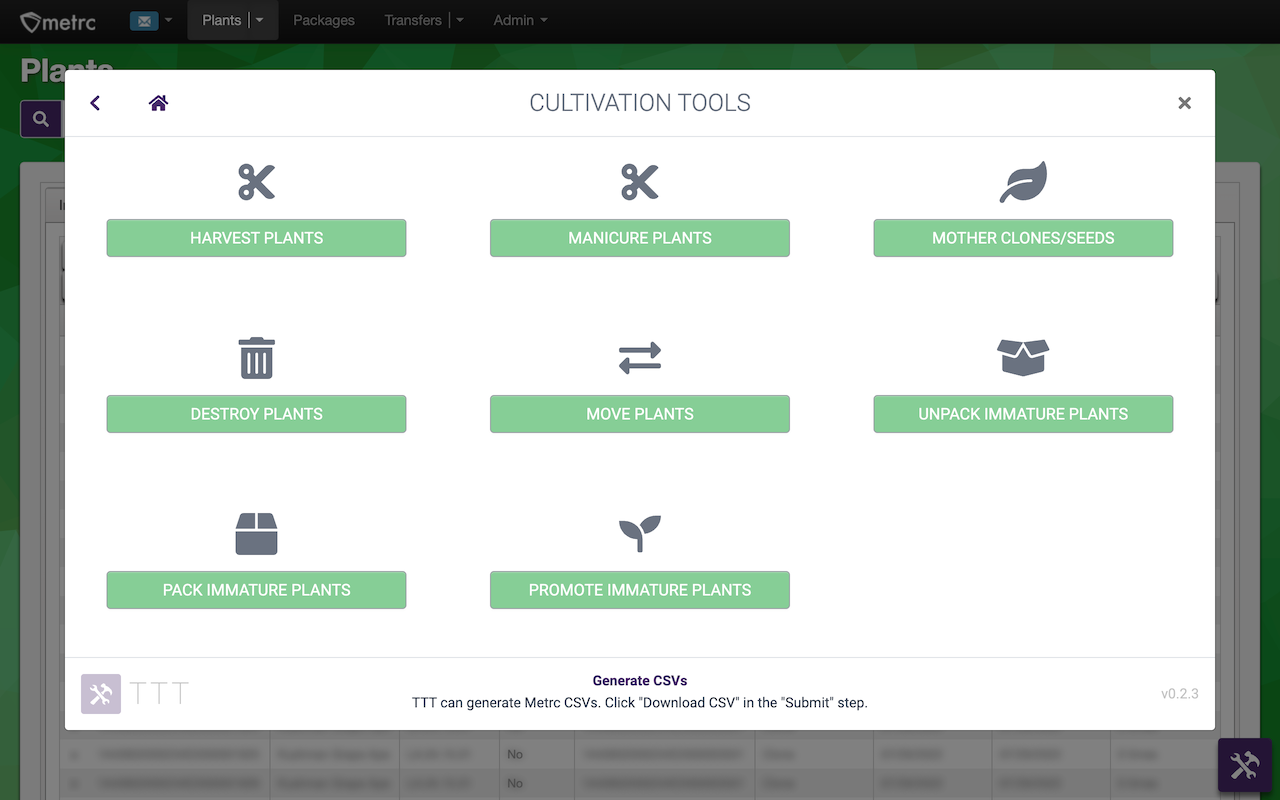 metrc Plants Packages Transfers Admin
Plants
CULTIVATION TOOLS
HARVEST PLANTS MANICURE PLANTS MOTHER CLONES/SEEDS
DESTROY PLANTS MOVE PLANTS UNPACK IMMATURE PLANTS
PACK IMMATURE PLANTS PROMOTE IMMATURE PLANTS
TTT
Generate CSVs
TTT can generate Metrc CSVs. Click "Download CSV" in the "Submit" step.
v0.2.3
No
No